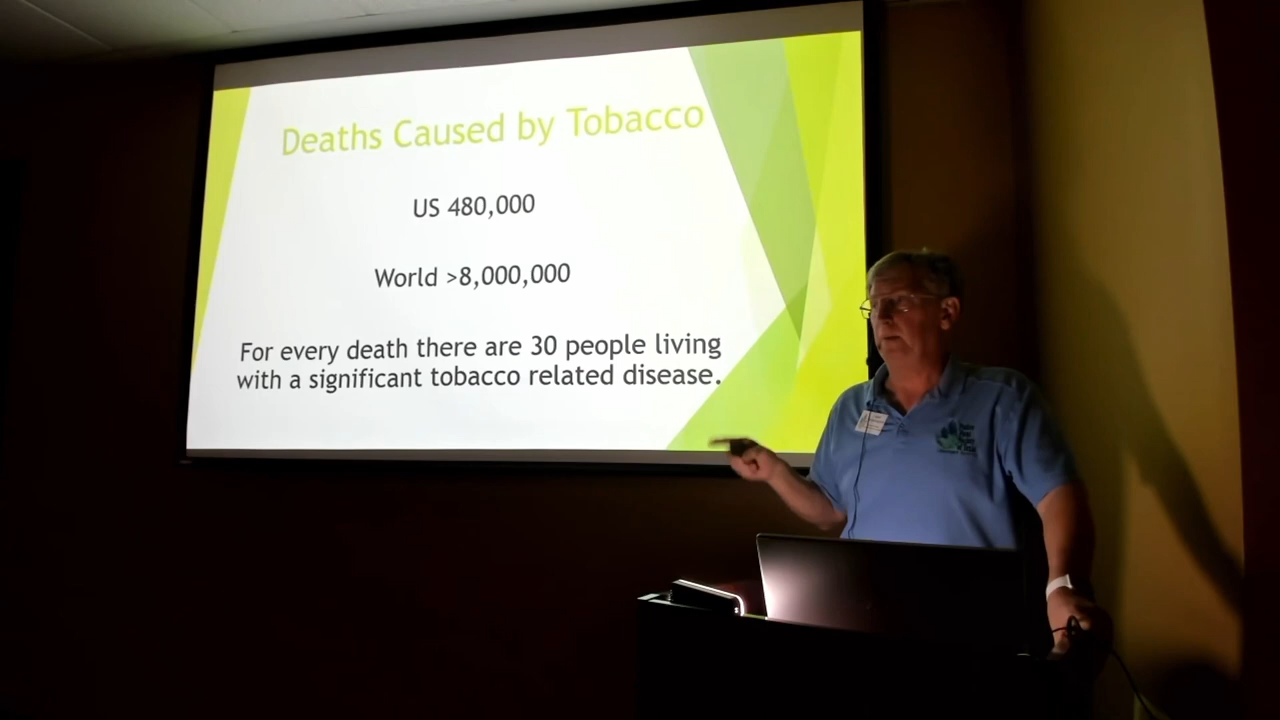 Deaths Caused by Tobacco
US 480,000
World >8,000,000
For every death there are 30 people living
with a significant tobacco related disease.